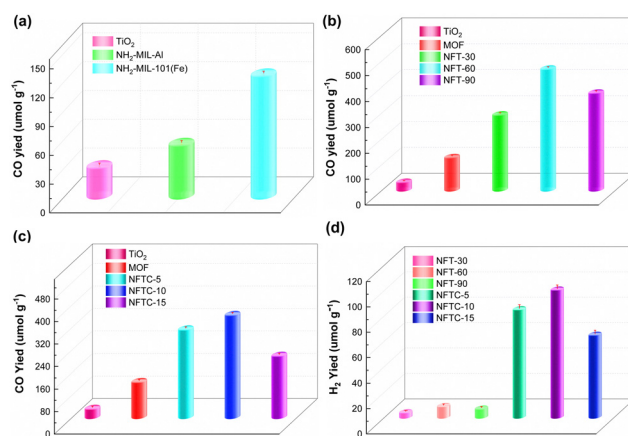 (a)
TiO2
NH2-MIL-Al
NH2-MIL-101(Fe)
CO yied (umol g-1)
150
120
90
60
30
0
(b)
TiO2
MOF
NFT-30
NFT-60
NFT-90
CO yied (umol g-1)
600
500
400
300
200
100
0
(c)
TiO2
MOF
NFTC-5
NFTC-10
NFTC-15
CO Yied (umol g-1)
480
400
320
240
160
80
0
(d)
NFT-30
NFT-60
NFT-90
NFTC-5
NFTC-10
NFTC-15
H2 Yied (umol g-1)
120
100
80
60
40
20
0